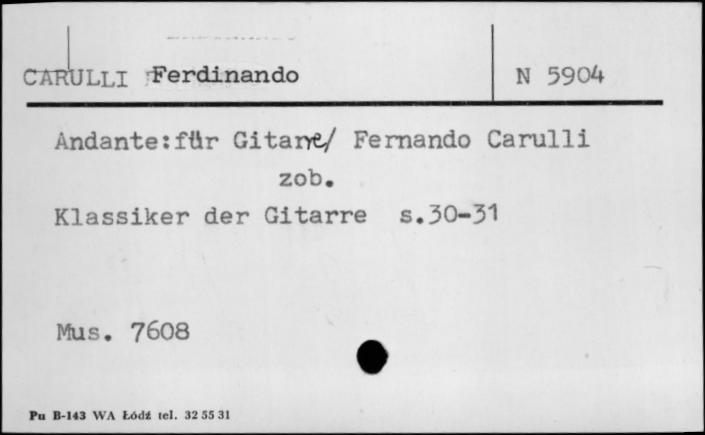 CARULLI Ferdinando N 5904
Andante:für Gitarre/ Fernando Carulli
zob.
Klassiker der Gitarre s.30-31
Mus. 7608
Pu B-143 WA Łódź tel. 32 55 31